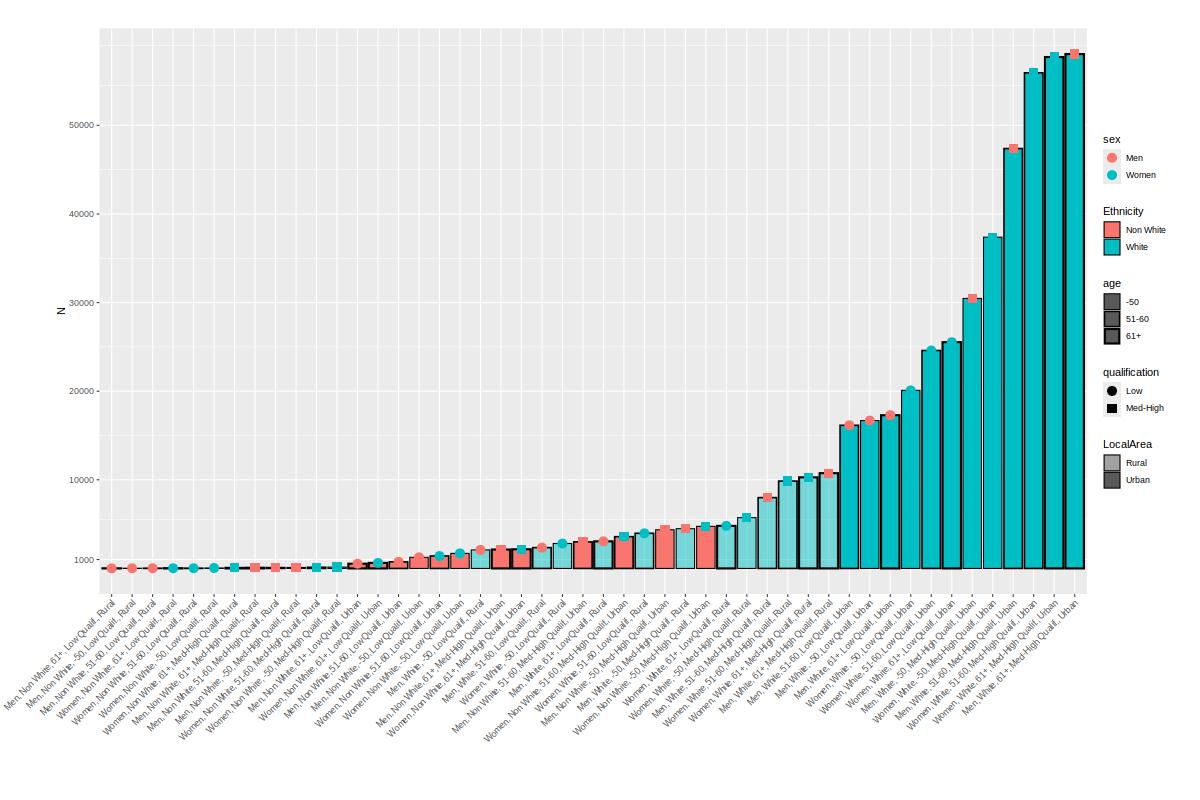 N
50000
40000
30000
20000
10000
1000
Men, Non White, 61+, Low Qualif., Rural
Men, Non White, -50, Low Qualif., Rural
Men, Non White, 51-60, Low Qualif., Rural
Women, Non White, 61+, Low Qualif., Rural
Women, Non White, 51-60, Low Qualif., Rural
Women, Non White, -50, Low Qualif., Rural
Women, Non White, 61+, Med-High Qualif., Rural
Men, Non White, 61+, Med-High Qualif., Rural
Men, Non White, 51-60, Med-High Qualif., Rural
Men, Non White, -50, Med-High Qualif., Rural
Women, Non White, 51-60, Med-High Qualif., Rural
Women, Non White, -50, Med-High Qualif., Rural
Men, Non White, 61+, Low Qualif., Urban
Women, Non White, 61+, Low Qualif., Urban
Men, Non White, 51-60, Low Qualif., Urban
Men, Non White, -50, Low Qualif., Urban
Women, Non White, 51-60, Low Qualif., Urban
Women, Non White, -50, Low Qualif., Urban
Men, White, -50, Low Qualif., Rural
Men, Non White, 61+, Med-High Qualif., Urban
Women, Non White, 61+, Med-High Qualif., Urban
Men, White, 51-60, Low Qualif., Rural
Women, White, -50, Low Qualif., Rural
Men, Non White, 51-60, Med-High Qualif., Urban
Men, White, 61+, Low Qualif., Rural
Women, Non White, 51-60, Med-High Qualif., Urban
Women, White, 51-60, Low Qualif., Rural
Men, Non White, -50, Med-High Qualif., Urban
Men, White, -50, Med-High Qualif., Rural
Women, Non White, -50, Med-High Qualif., Urban
Women, White, 61+, Low Qualif., Rural
Women, White, -50, Med-High Qualif., Rural
Men, White, 51-60, Med-High Qualif., Rural
Women, White, 51-60, Med-High Qualif., Rural
Women, White, 61+, Med-High Qualif., Rural
Men, White, 61+, Med-High Qualif., Rural
Men, White, 51-60, Low Qualif., Urban
Men, White, -50, Low Qualif., Urban
Men, White, 61+, Low Qualif., Urban
Women, White, -50, Low Qualif., Urban
Women, White, 51-60, Low Qualif., Urban
Women, White, 61+, Low Qualif., Urban
Men, White, -50, Med-High Qualif., Urban
Women, White, -50, Med-High Qualif., Urban
Men, White, 51-60, Med-High Qualif., Urban
Women, White, 51-60, Med-High Qualif., Urban
Women, White, 61+, Med-High Qualif., Urban
Men, White, 61+, Med-High Qualif., Urban
sex
Men
Women
Ethnicity
Non White
White
age
-50
51-60
61+
qualification
Low
Med-High
LocalArea
Rural
Urban